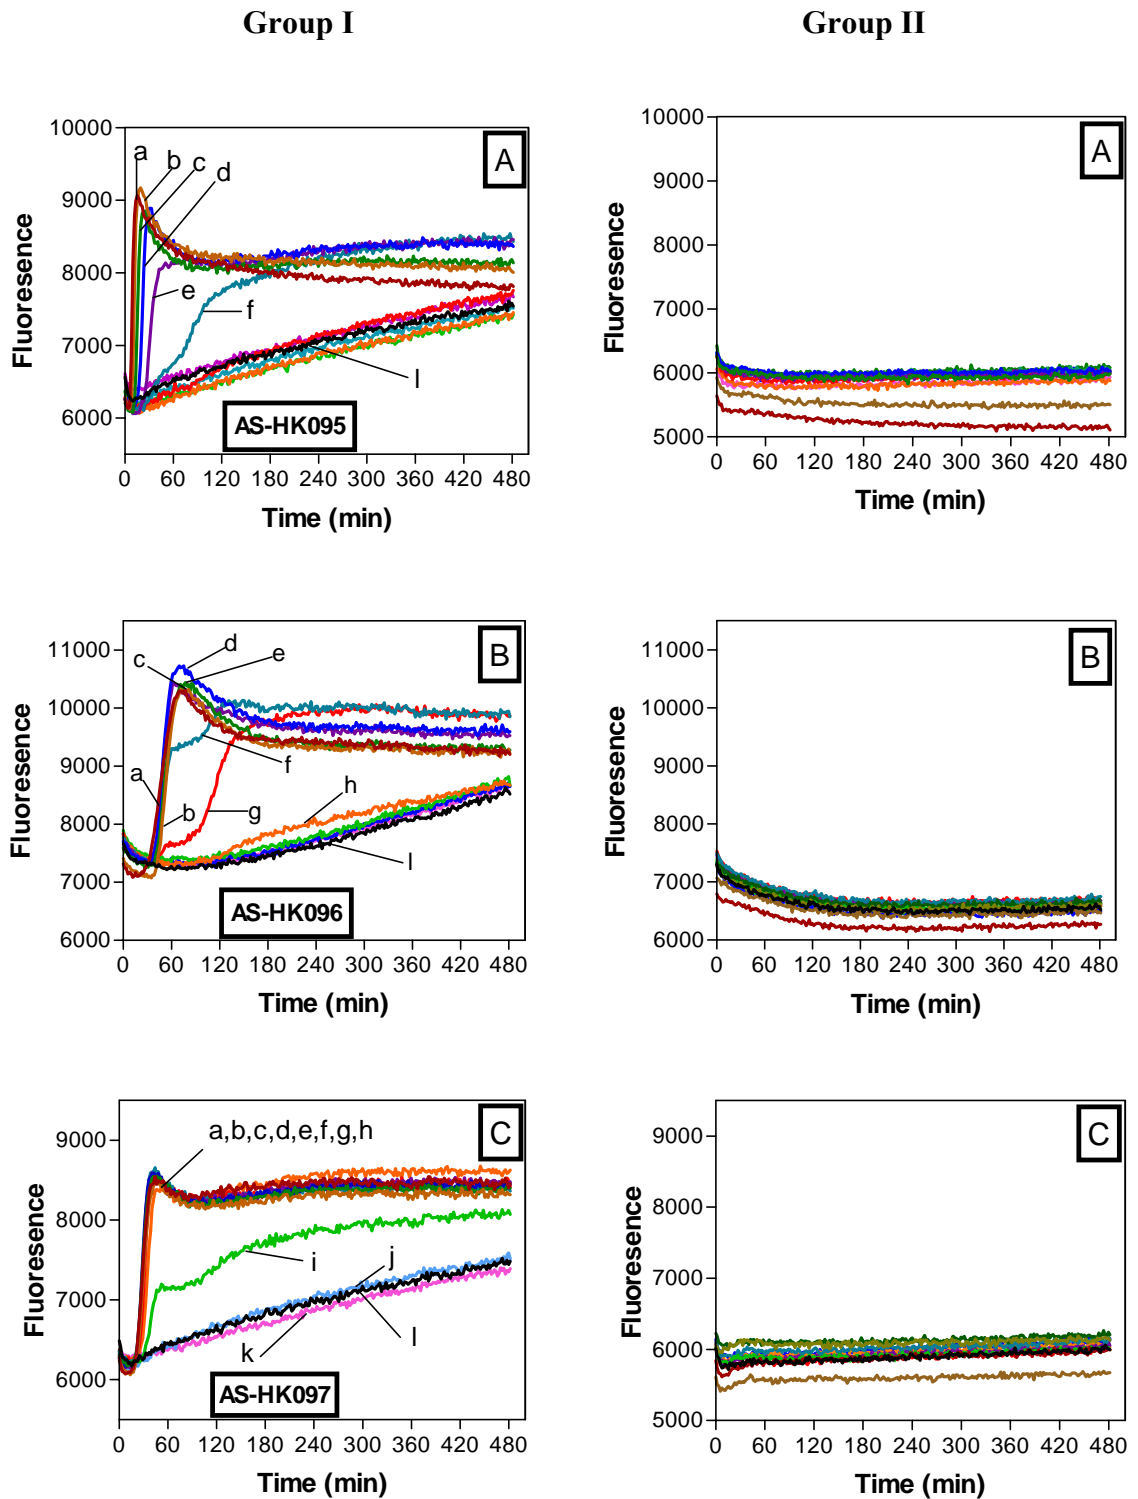 Group I
Group II
10000
9000
8000
7000
6000
Fluoresence
a
b
c
d
e
f
l
A
AS-HK095
0 60 120 180 240 300 360 420 480
Time (min)
10000
9000
8000
7000
6000
5000
Fluoresence
A
0 60 120 180 240 300 360 420 480
Time (min)
11000
10000
9000
8000
7000
6000
Fluoresence
c
d
e
a
b
f
g
h
l
B
AS-HK096
0 60 120 180 240 300 360 420 480
Time (min)
11000
10000
9000
8000
7000
6000
Fluoresence
B
0 60 120 180 240 300 360 420 480
Time (min)
9000
8000
7000
6000
Fluoresence
a,b,c,d,e,f,g,h
i
j
k
l
C
AS-HK097
0 60 120 180 240 300 360 420 480
Time (min)
9000
8000
7000
6000
5000
Fluoresence
C
0 60 120 180 240 300 360 420 480
Time (min)